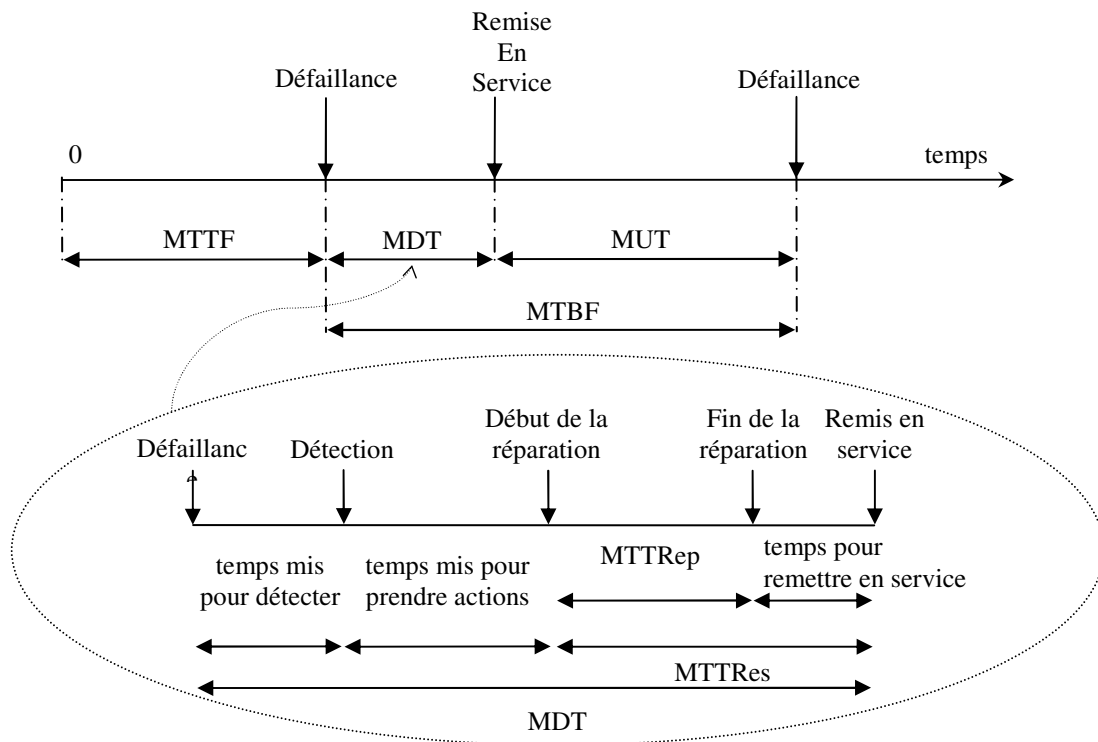 Remise
En
Service
Défaillance
Défaillance
0
temps
MTTF
MDT
MUT
MTBF
Défaillanc
e
Détection
Début de la
réparation
Fin de la
réparation
Remis en
service
temps mis
pour détecter
temps mis pour
prendre actions
MTTRep
temps pour
remettre en service
MTTRes
MDT